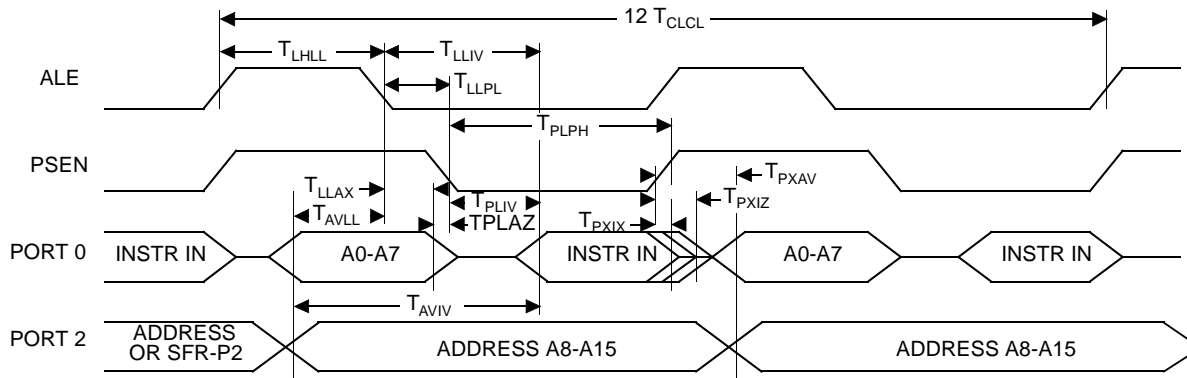 12 TCLCL
TLHLL TLLIV
ALE
TLLPL
TPLPH
PSEN
TLLAX TPXAV
TPLIV TPXIZ
TAVLL TPLAZ TPXIX
PORT 0 INSTR IN A0-A7 INSTR IN A0-A7 INSTR IN
TAVIV
PORT 2 ADDRESS OR SFR-P2 ADDRESS A8-A15 ADDRESS A8-A15